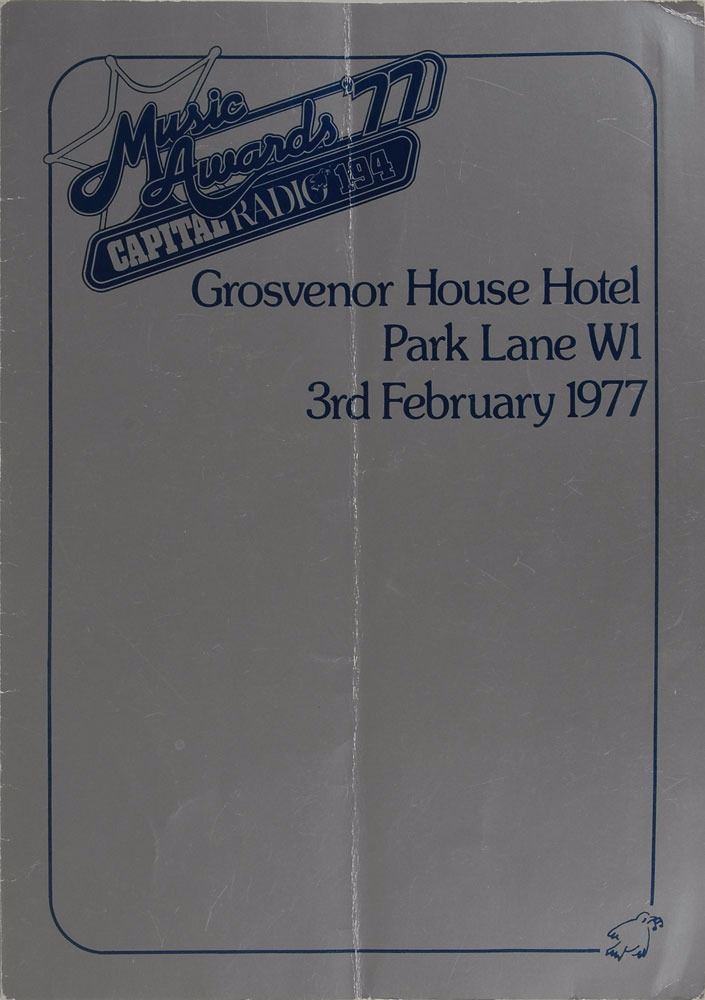 Music
Awards '77
CAPITAL RADIO 194
Grosvenor House Hotel
Park Lane W1
3rd February 1977